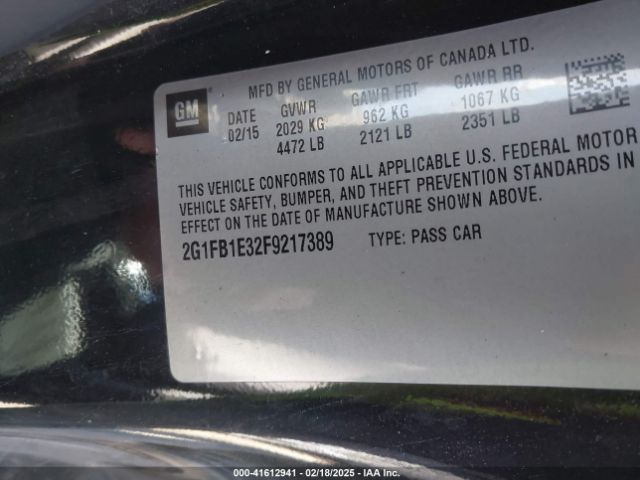 MFD BY GENERAL MOTORS OF CANADA LTD.
GM
DATE GVWR GAWR FRT GAWR RR
02/15 2029 KG 962 KG 1067 KG
4472 LB 2121 LB 2351 LB
THIS VEHICLE CONFORMS TO ALL APPLICABLE U.S. FEDERAL MOTOR
VEHICLE SAFETY, BUMPER, AND THEFT PREVENTION STANDARDS IN
EFFECT ON THE DATE OF MANUFACTURE SHOWN ABOVE.
2G1FB1E32F9217389 TYPE: PASS CAR
000-41612941 - 02/18/2025 - IAA Inc.